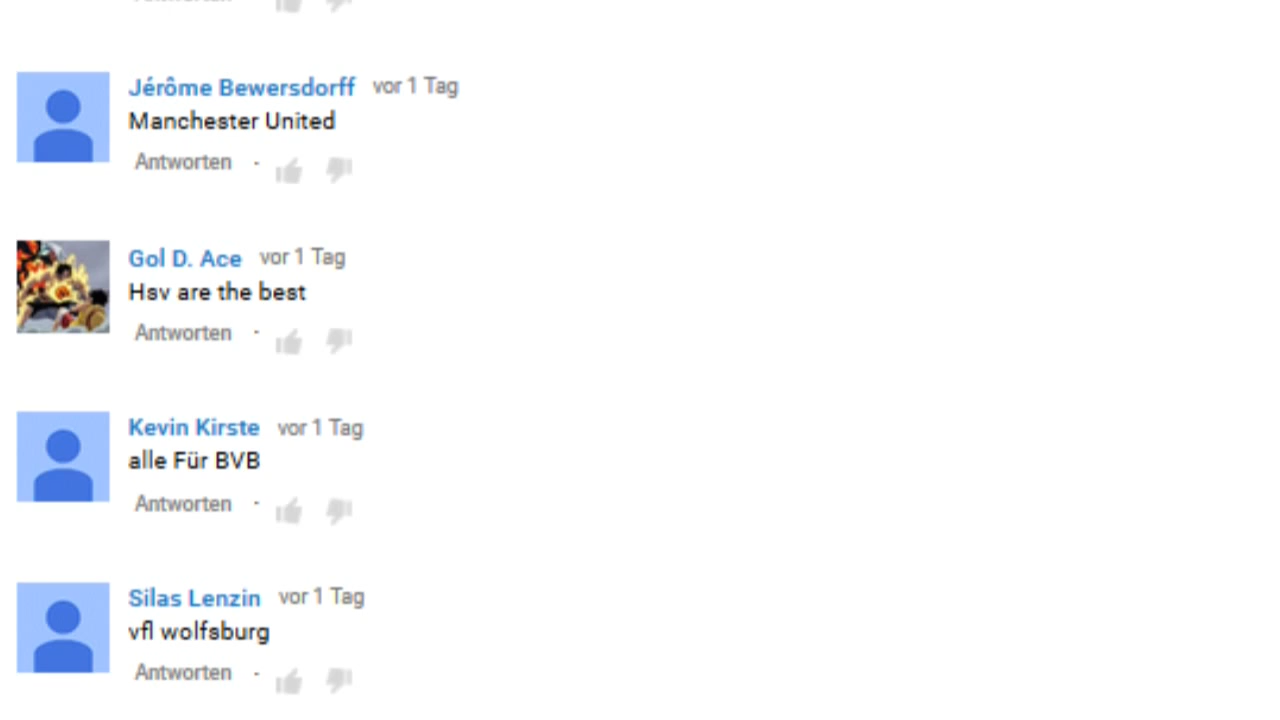 Antworten
Jérôme Bewersdorff vor 1 Tag
Manchester United
Antworten ·
Gol D. Ace vor 1 Tag
Hsv are the best
Antworten ·
Kevin Kirste vor 1 Tag
alle Für BVB
Antworten ·
Silas Lenzin vor 1 Tag
vfl wolfsburg
Antworten ·